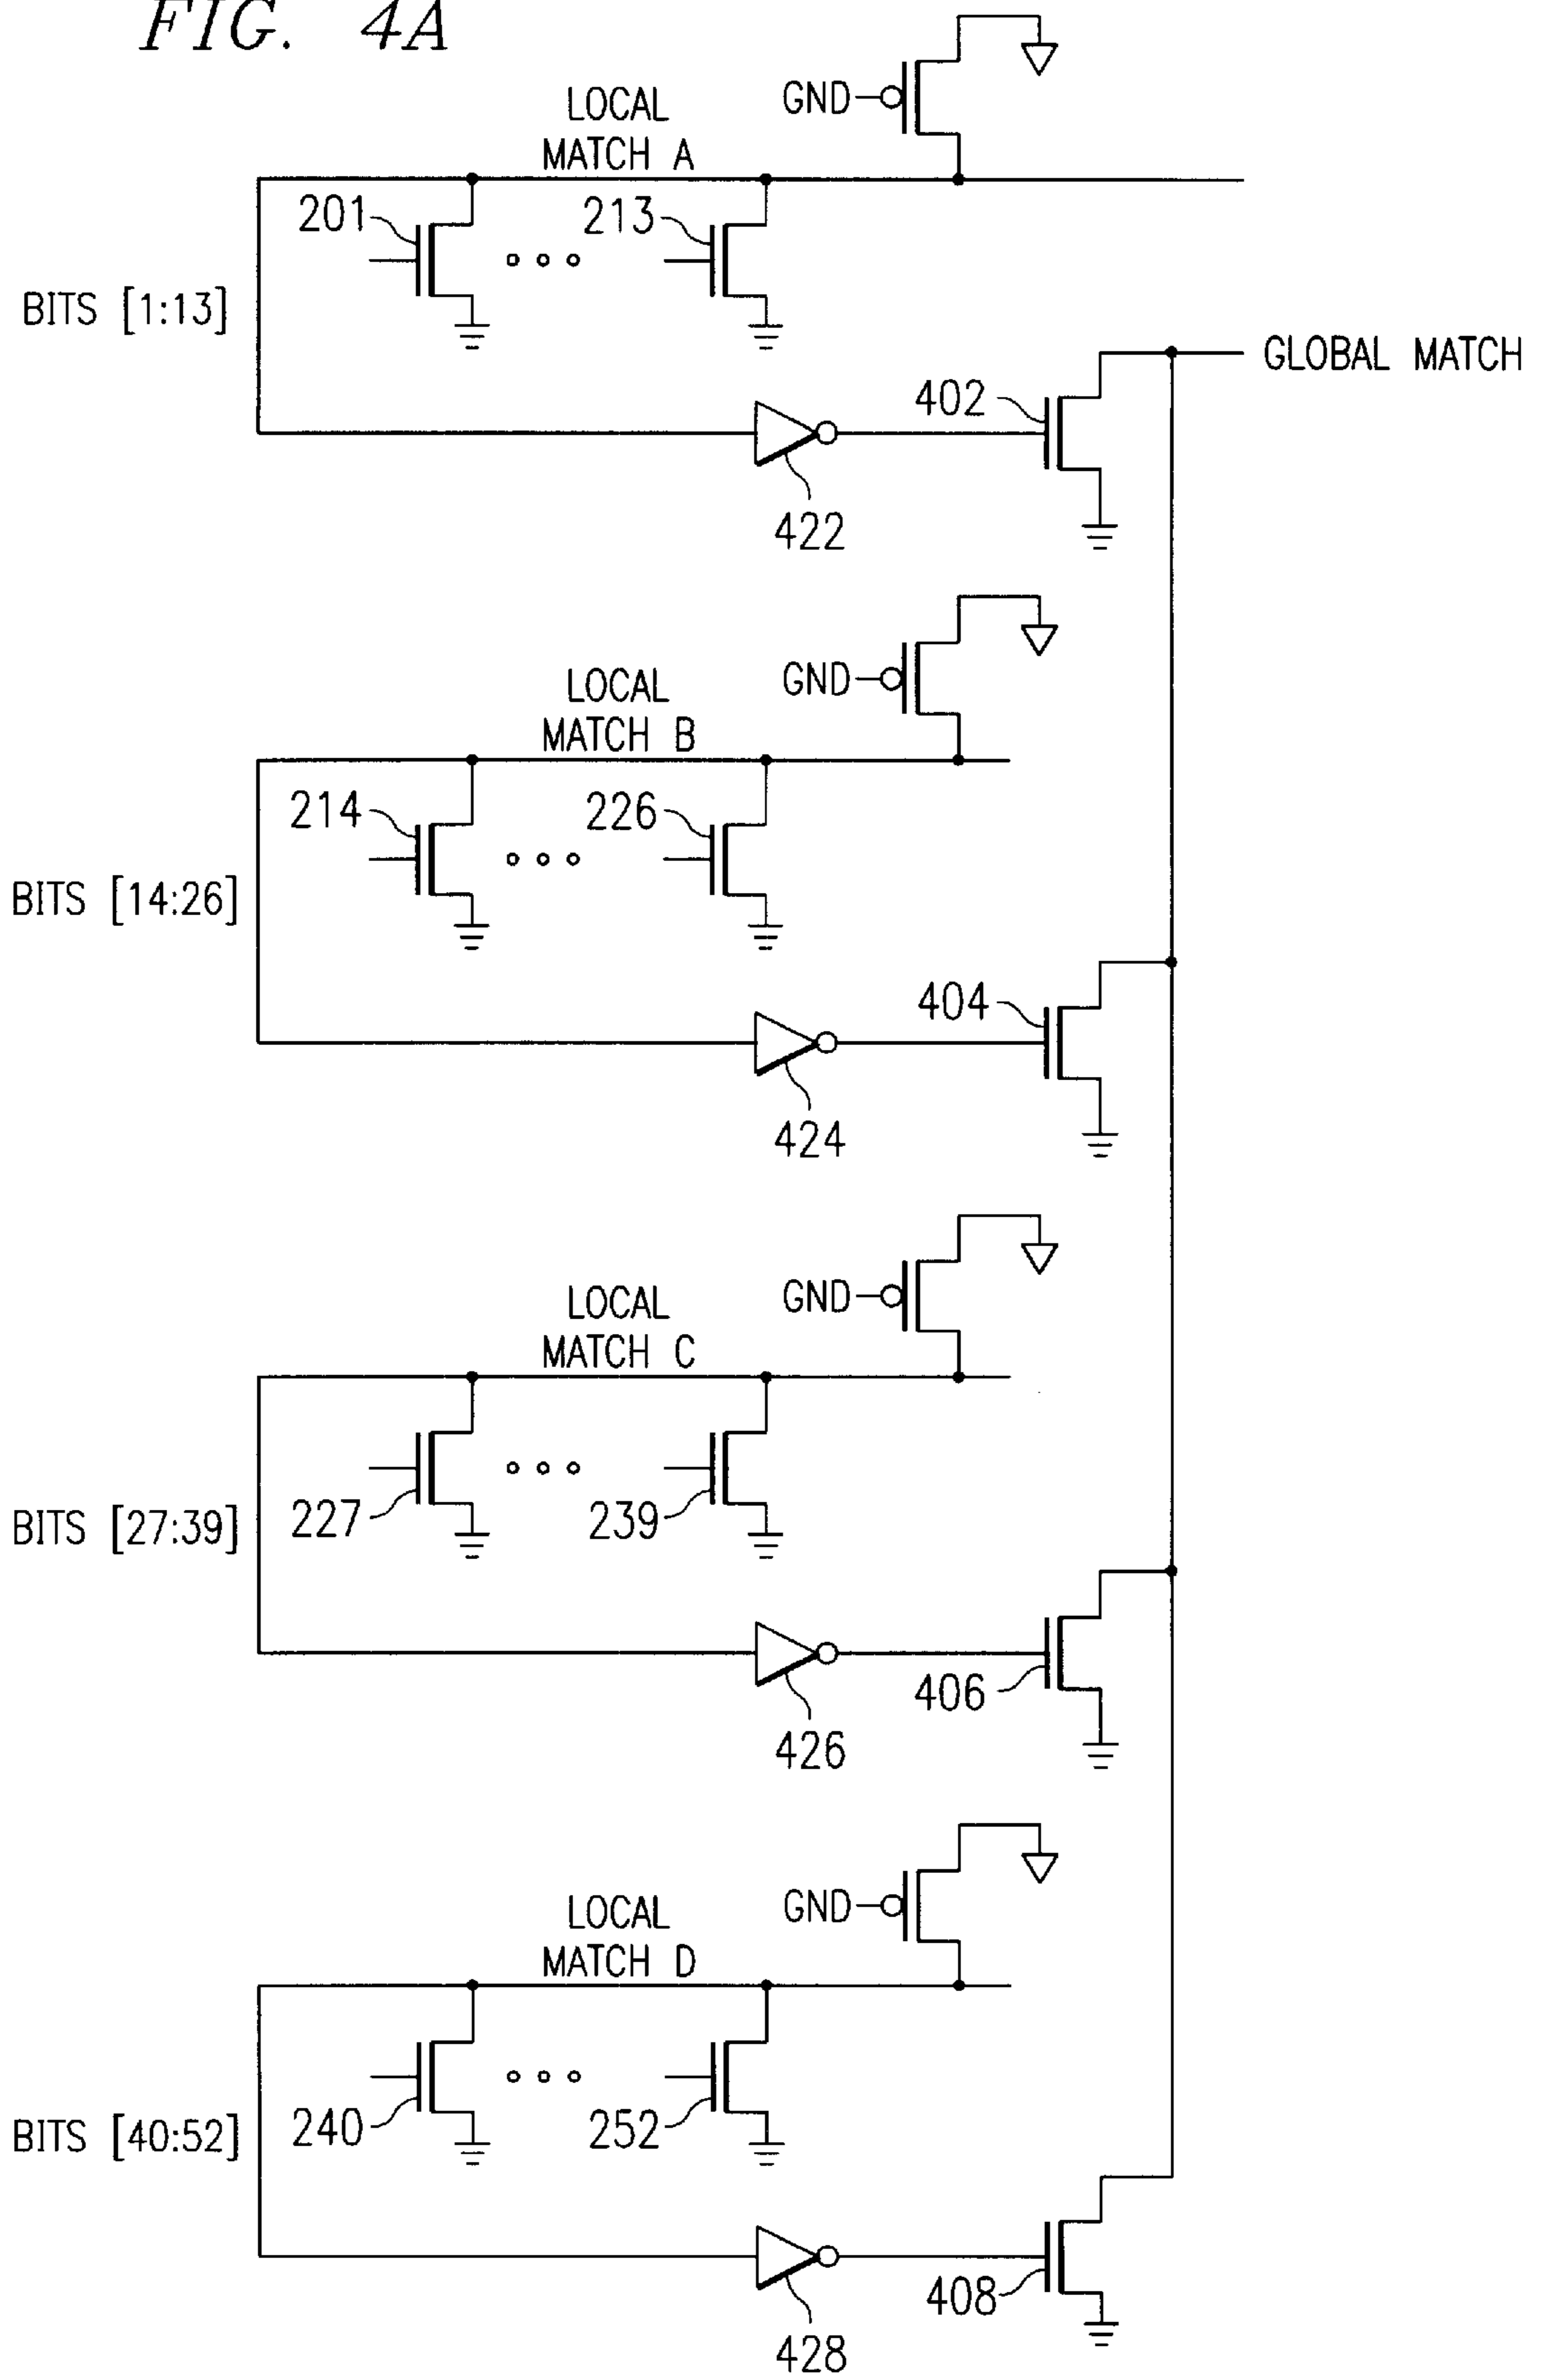 FIG. 4A
LOCAL
MATCH A
GND
201
213
BITS [1:13]
GLOBAL MATCH
402
422
LOCAL
MATCH B
GND
214
226
BITS [14:26]
404
424
LOCAL
MATCH C
GND
227
239
BITS [27:39]
406
426
LOCAL
MATCH D
GND
240
252
BITS [40:52]
408
428